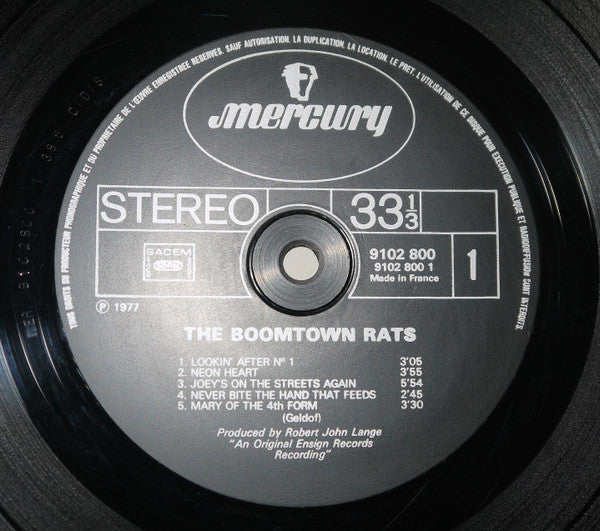 TOUS DROITS DU PRODUCTEUR PHONOGRAPHIQUE ET DU PROPRIETAIRE DE L'ŒUVRE ENREGISTREE RESERVES. SAUF AUTORISATION. LA DUPLICATION. LA LOCATION. LE PRET. L'UTILISATION DE CE DISQUE POUR EXECUTION PUBLIQUE ET RADIODIFFUSION SONT INTERDITS.
mercury
STEREO 33 1/3
SACEM
9102 800
9102 800 1
Made in France
1
Ⓟ 1977
THE BOOMTOWN RATS
1. LOOKIN' AFTER Nº 1 3'05
2. NEON HEART 3'55
3. JOEY'S ON THE STREETS AGAIN 5'54
4. NEVER BITE THE HAND THAT FEEDS 2'45
5. MARY OF THE 4th FORM 3'30
(Geldof)
Produced by Robert John Lange
"An Original Ensign Records
Recording"